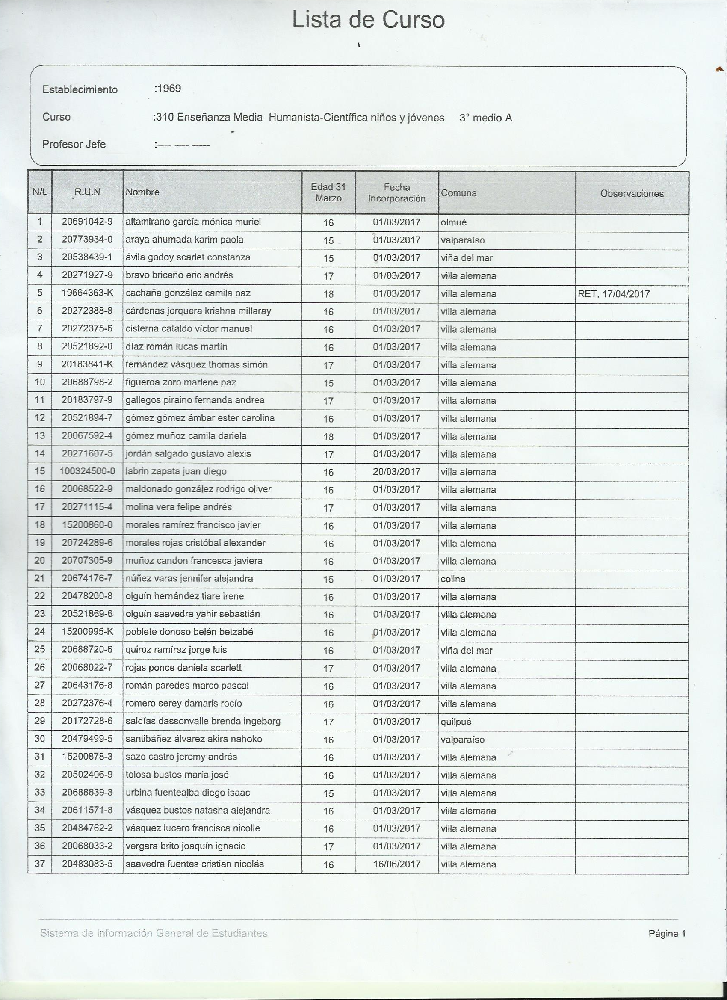 Lista de Curso
Establecimiento :1969
Curso :310 Enseñanza Media Humanista-Científica niños y jóvenes 3° medio A
Profesor Jefe :---- ---- -----
N/L R.U.N Nombre Edad 31 Marzo Fecha Incorporación Comuna Observaciones
1 20691042-9 altamirano garcía mónica muriel 16 01/03/2017 olmué
2 20773934-0 araya ahumada karim paola 15 01/03/2017 valparaíso
3 20538439-1 ávila godoy scarlet constanza 15 01/03/2017 viña del mar
4 20271927-9 bravo briceño eric andrés 17 01/03/2017 villa alemana
5 19664363-K cachaña gonzález camila paz 18 01/03/2017 villa alemana RET. 17/04/2017
6 20272388-8 cárdenas jorquera krishna millaray 16 01/03/2017 villa alemana
7 20272375-6 cisterna cataldo víctor manuel 16 01/03/2017 villa alemana
8 20521892-0 díaz román lucas martín 16 01/03/2017 villa alemana
9 20183841-K fernández vásquez thomas simón 17 01/03/2017 villa alemana
10 20688798-2 figueroa zoro marlene paz 15 01/03/2017 villa alemana
11 20183797-9 gallegos piraino fernanda andrea 17 01/03/2017 villa alemana
12 20521894-7 gómez gómez ámbar ester carolina 16 01/03/2017 villa alemana
13 20067592-4 gómez muñoz camila dariela 18 01/03/2017 villa alemana
14 20271607-5 jordán salgado gustavo alexis 17 01/03/2017 villa alemana
15 100324500-0 labrin zapata juan diego 16 20/03/2017 villa alemana
16 20068522-9 maldonado gonzález rodrigo oliver 16 01/03/2017 villa alemana
17 20271115-4 molina vera felipe andrés 17 01/03/2017 villa alemana
18 15200860-0 morales ramírez francisco javier 16 01/03/2017 villa alemana
19 20724289-6 morales rojas cristóbal alexander 16 01/03/2017 villa alemana
20 20707305-9 muñoz candon francesca javiera 16 01/03/2017 villa alemana
21 20674176-7 núñez varas jennifer alejandra 15 01/03/2017 colina
22 20478200-8 olguín hernández tiare irene 16 01/03/2017 villa alemana
23 20521869-6 olguín saavedra yahir sebastián 16 01/03/2017 villa alemana
24 15200995-K poblete donoso belén betzabé 16 01/03/2017 villa alemana
25 20688720-6 quiroz ramírez jorge luis 16 01/03/2017 viña del mar
26 20068022-7 rojas ponce daniela scarlett 17 01/03/2017 villa alemana
27 20643176-8 román paredes marco pascal 16 01/03/2017 villa alemana
28 20272376-4 romero serey damaris rocío 16 01/03/2017 villa alemana
29 20172728-6 saldías dassonvalle brenda ingeborg 17 01/03/2017 quilpué
30 20479499-5 santibáñez álvarez akira nahoko 16 01/03/2017 valparaíso
31 15200878-3 sazo castro jeremy andrés 16 01/03/2017 villa alemana
32 20502406-9 tolosa bustos maría josé 16 01/03/2017 villa alemana
33 20688839-3 urbina fuentealba diego isaac 15 01/03/2017 villa alemana
34 20611571-8 vásquez bustos natasha alejandra 16 01/03/2017 villa alemana
35 20484762-2 vásquez lucero francisca nicolle 16 01/03/2017 villa alemana
36 20068033-2 vergara brito joaquín ignacio 17 01/03/2017 villa alemana
37 20483083-5 saavedra fuentes cristian nicolás 16 16/06/2017 villa alemana
Sistema de Información General de Estudiantes Página 1